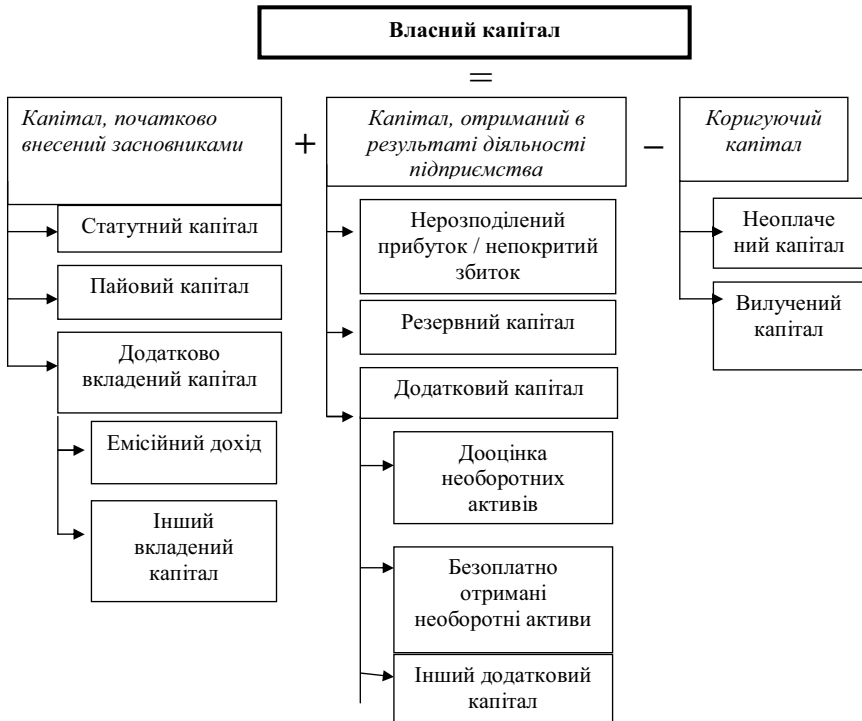 Власний капітал
=
Капітал, початково
внесений засновниками
+
Капітал, отриманий в
результаті діяльності
підприємства
–
Коригуючий
капітал
Статутний капітал
Пайовий капітал
Додатково
вкладений капітал
Емісійний дохід
Інший
вкладений
капітал
Нерозподілений
прибуток / непокритий
збиток
Резервний капітал
Додатковий капітал
Дооцінка
необоротних
активів
Безоплатно
отримані
необоротні активи
Інший додатковий
капітал
Неоплаче
ний капітал
Вилучений
капітал